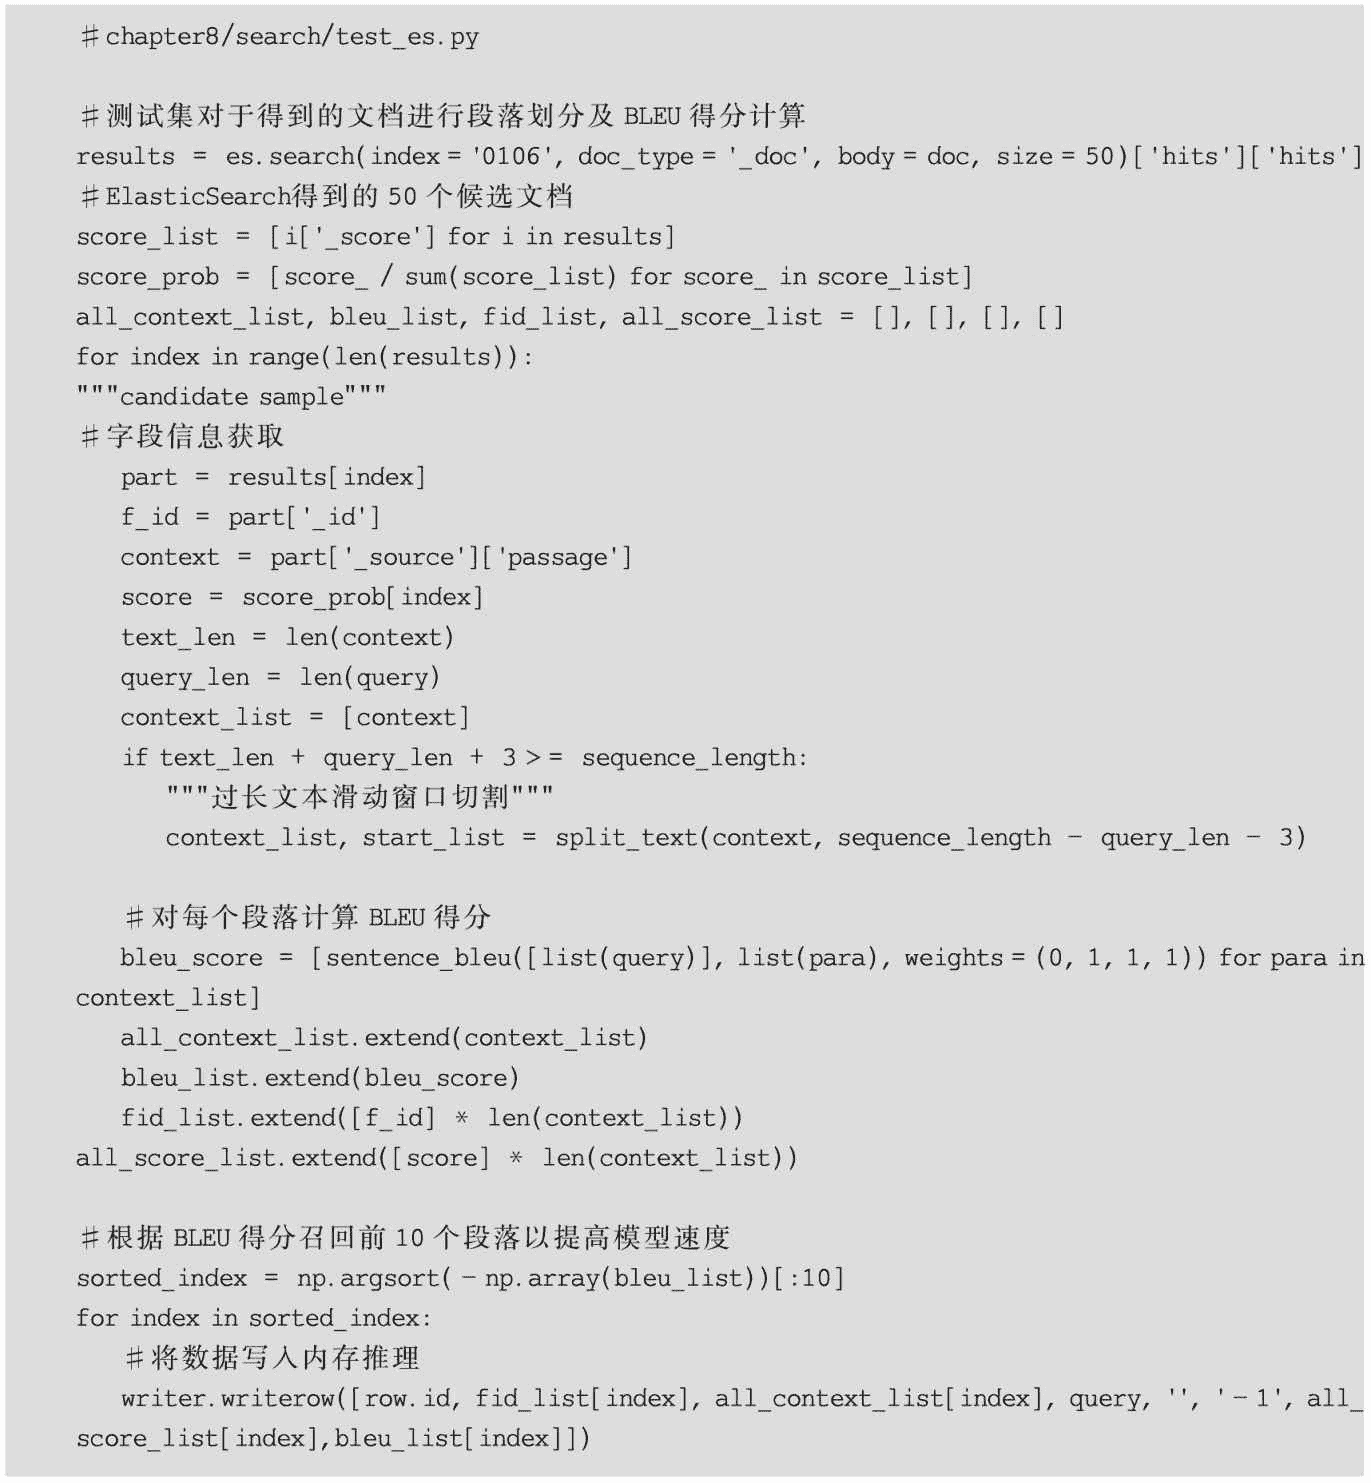 #chapter8/search/test_es.py

#测试集对于得到的文档进行段落划分及 BLEU 得分计算
results = es.search(index='0106', doc_type='_doc', body=doc, size=50)['hits']['hits']
#ElasticSearch得到的 50 个候选文档
score_list = [i['_score'] for i in results]
score_prob = [score_ / sum(score_list) for score_ in score_list]
all_context_list, bleu_list, fid_list, all_score_list = [], [], [], []
for index in range(len(results)):
"""candidate sample"""
#字段信息获取
   part = results[index]
   f_id = part['_id']
   context = part['_source']['passage']
   score = score_prob[index]
   text_len = len(context)
   query_len = len(query)
   context_list = [context]
   if text_len + query_len + 3 >= sequence_length:
      """过长文本滑动窗口切割"""
      context_list, start_list = split_text(context, sequence_length - query_len - 3)

   #对每个段落计算 BLEU 得分
   bleu_score = [sentence_bleu([list(query)], list(para), weights=(0, 1, 1, 1)) for para in
context_list]
   all_context_list.extend(context_list)
   bleu_list.extend(bleu_score)
   fid_list.extend([f_id] * len(context_list))
all_score_list.extend([score] * len(context_list))

#根据 BLEU 得分召回前 10 个段落以提高模型速度
sorted_index = np.argsort(-np.array(bleu_list))[:10]
for index in sorted_index:
   #将数据写入内存推理
   writer.writerow([row.id, fid_list[index], all_context_list[index], query, '', '-1', all_
score_list[index],bleu_list[index]])